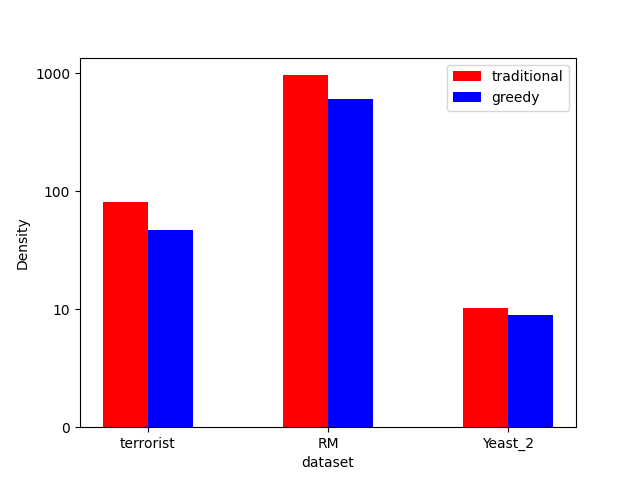 traditional
greedy
1000
100
10
0
Density
terrorist
RM
Yeast_2
dataset